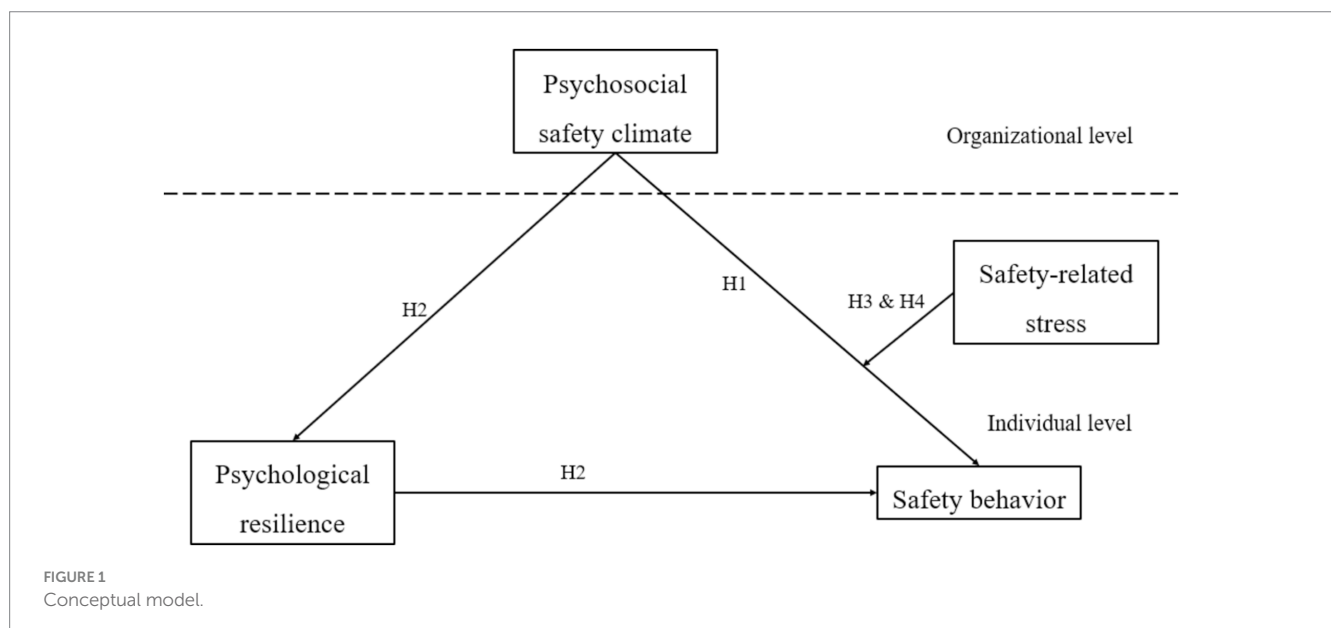 Psychosocial
safety climate
Organizational level
H1
Safety-related
stress
H3 & H4
H2
Individual level
Psychological
resilience
H2
Safety behavior
FIGURE 1
Conceptual model.